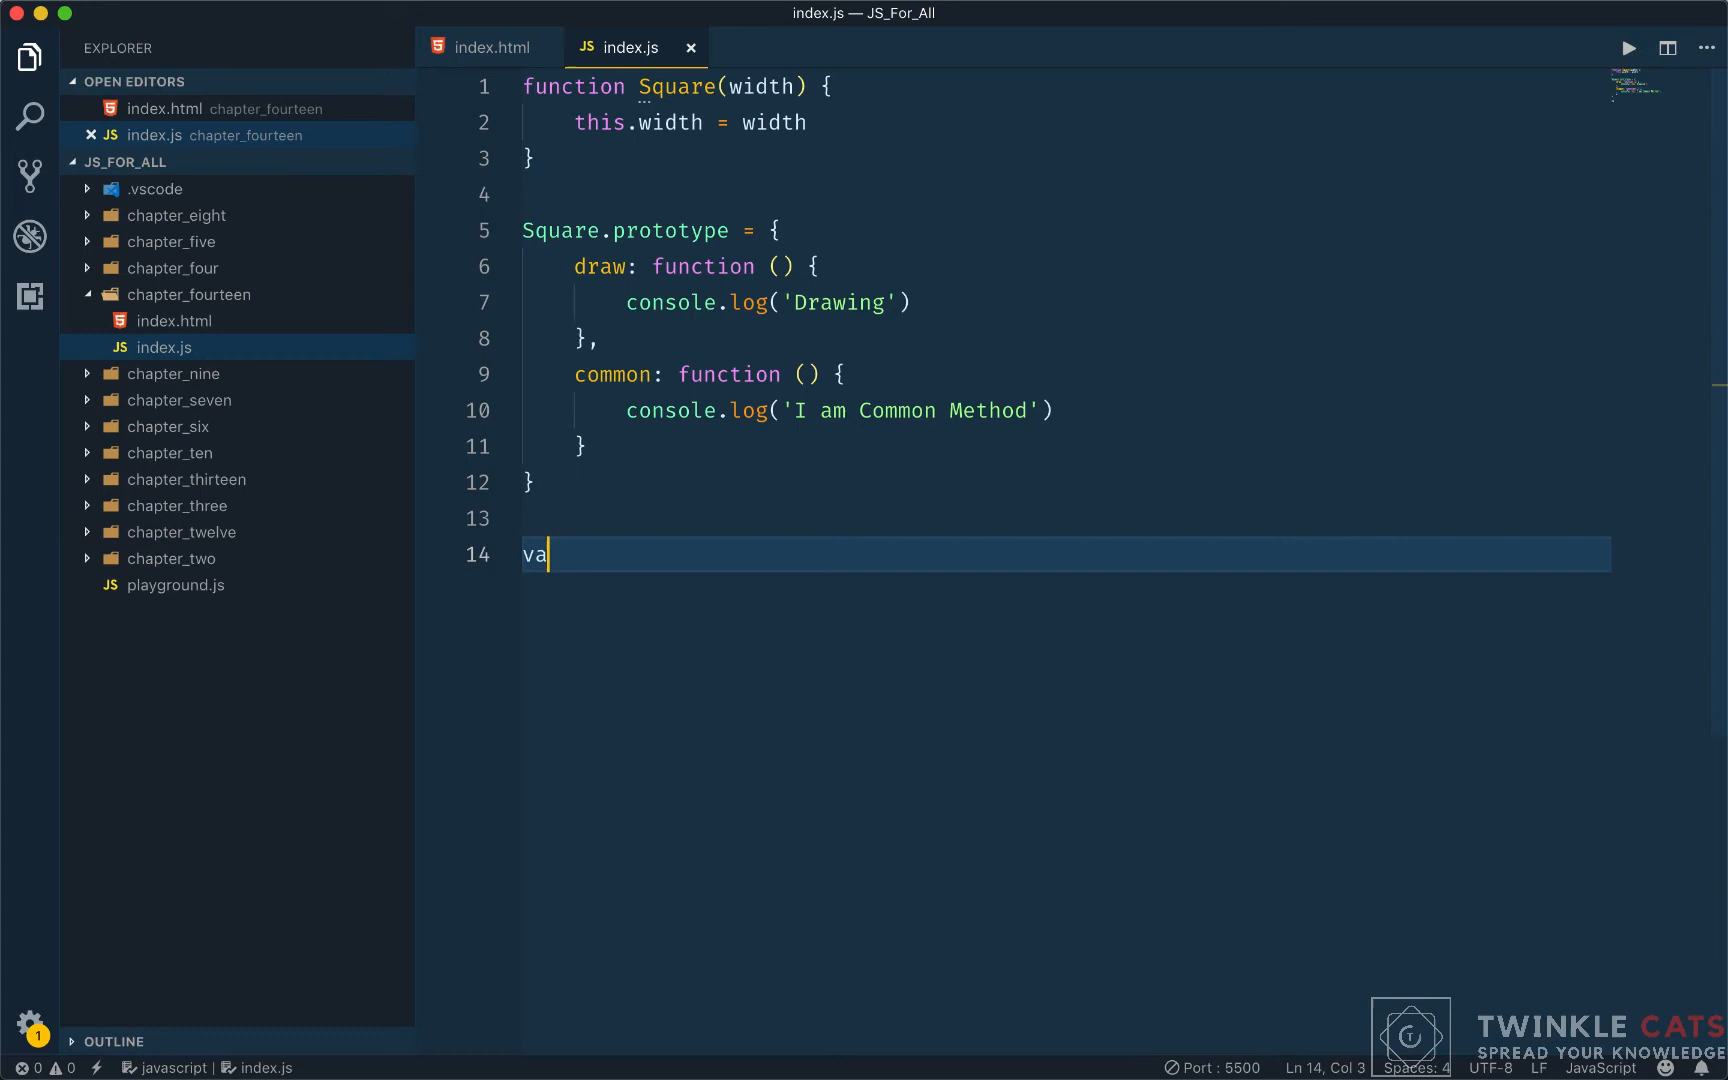 index.js — JS_For_All
EXPLORER
OPEN EDITORS
index.html chapter_fourteen
JS index.js chapter_fourteen
JS_FOR_ALL
.vscode
chapter_eight
chapter_five
chapter_four
chapter_fourteen
index.html
JS index.js
chapter_nine
chapter_seven
chapter_six
chapter_ten
chapter_thirteen
chapter_three
chapter_twelve
chapter_two
JS playground.js
OUTLINE
1
index.html
JS index.js
1 function Square(width) {
2 this.width = width
3 }
4
5 Square.prototype = {
6 draw: function () {
7 console.log('Drawing')
8 },
9 common: function () {
10 console.log('I am Common Method')
11 }
12 }
13
14 va
TWINKLE CATS
SPREAD YOUR KNOWLEDGE
0 0 javascript | index.js
Port : 5500 Ln 14, Col 3 Spaces: 4 UTF-8 LF JavaScript